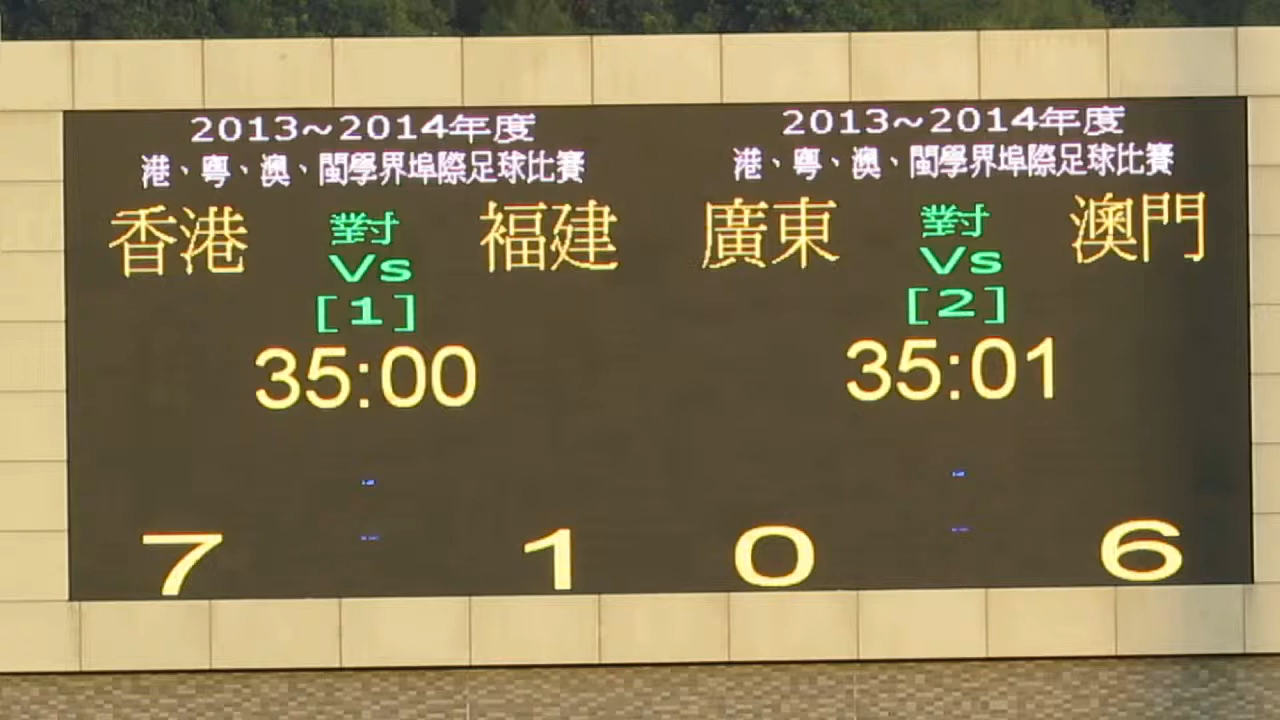 2013~2014年度
港、粵、澳、閩學界埠際足球比賽
香港 對 福建
Vs
[1]
35:00
7 1
2013~2014年度
港、粵、澳、閩學界埠際足球比賽
廣東 對 澳門
Vs
[2]
35:01
0 6